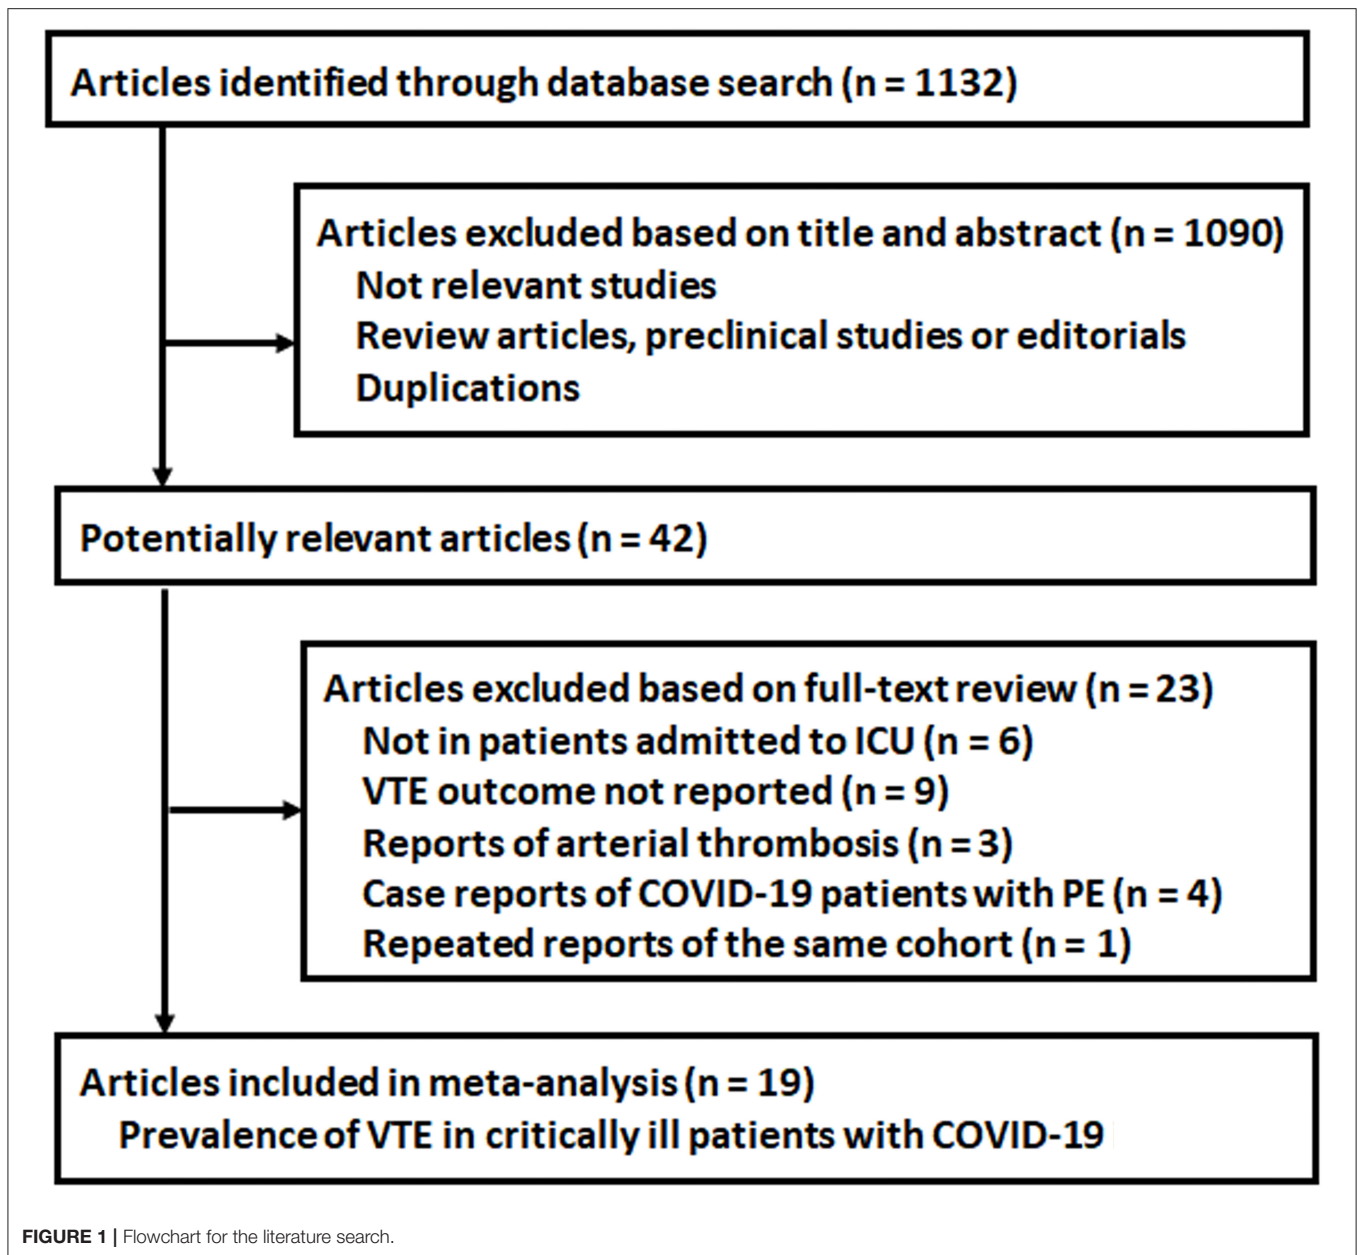 Articles identified through database search (n = 1132)
Articles excluded based on title and abstract (n = 1090)
Not relevant studies
Review articles, preclinical studies or editorials
Duplications
Potentially relevant articles (n = 42)
Articles excluded based on full-text review (n = 23)
Not in patients admitted to ICU (n = 6)
VTE outcome not reported (n = 9)
Reports of arterial thrombosis (n = 3)
Case reports of COVID-19 patients with PE (n = 4)
Repeated reports of the same cohort (n = 1)
Articles included in meta-analysis (n = 19)
Prevalence of VTE in critically ill patients with COVID-19
FIGURE 1 | Flowchart for the literature search.